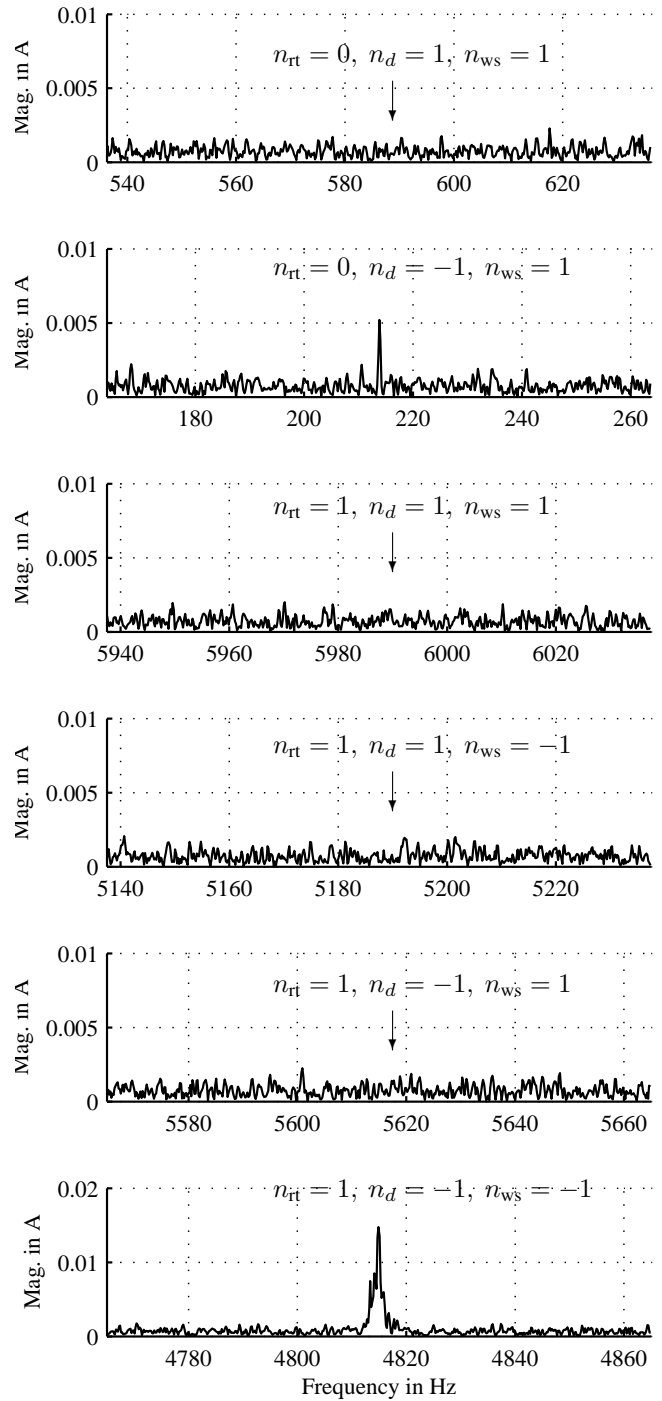 0.01
n_rt = 0, n_d = 1, n_ws = 1
0.005
0
Mag. in A
540 560 580 600 620
0.01
n_rt = 0, n_d = −1, n_ws = 1
0.005
0
Mag. in A
180 200 220 240 260
0.01
n_rt = 1, n_d = 1, n_ws = 1
0.005
0
Mag. in A
5940 5960 5980 6000 6020
0.01
n_rt = 1, n_d = 1, n_ws = −1
0.005
0
Mag. in A
5140 5160 5180 5200 5220
0.01
n_rt = 1, n_d = −1, n_ws = 1
0.005
0
Mag. in A
5580 5600 5620 5640 5660
0.02
n_rt = 1, n_d = −1, n_ws = −1
0.01
0
Mag. in A
4780 4800 4820 4840 4860
Frequency in Hz